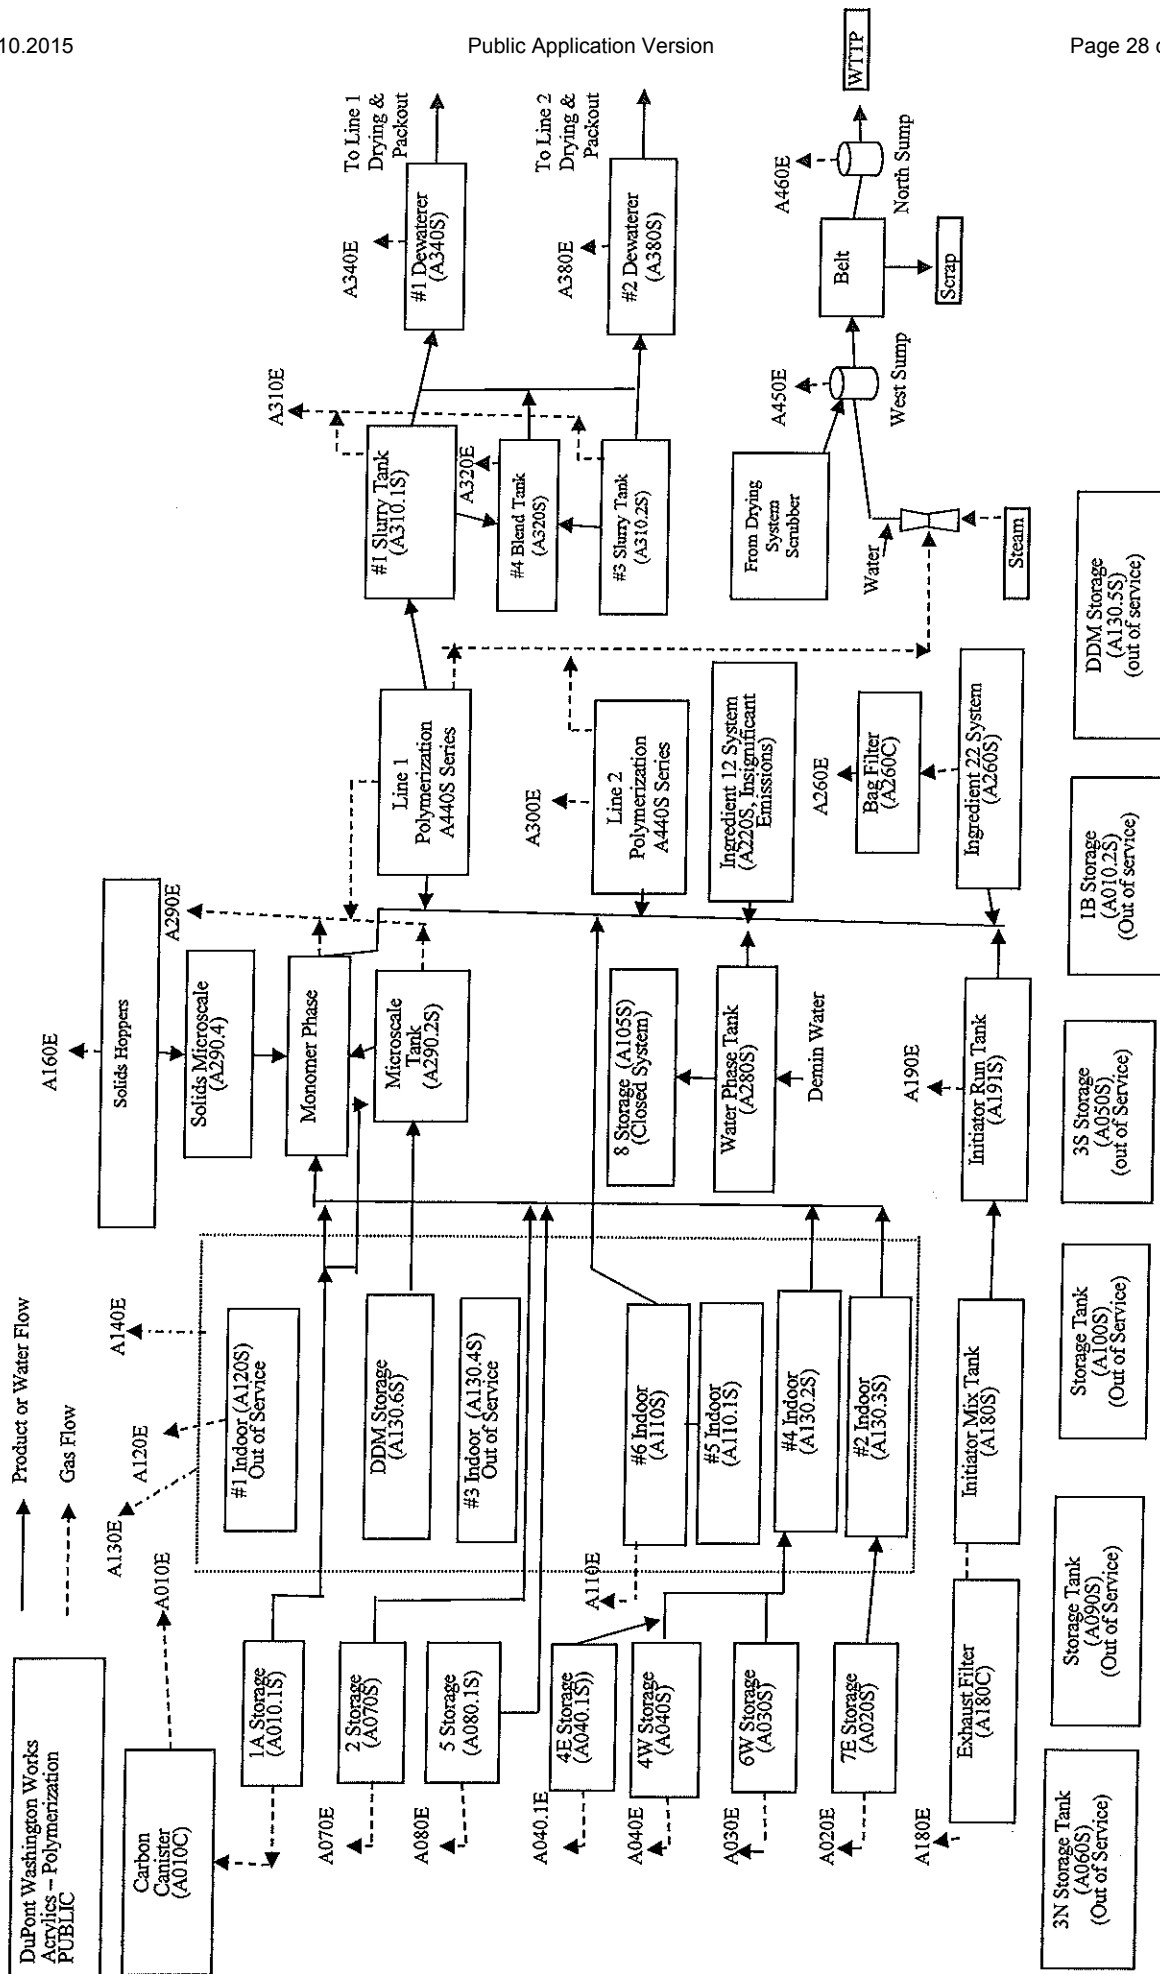 10.2015
Public Application Version
Page 28 o
DuPont Washington Works
Acrylics – Polymerization
PUBLIC
Product or Water Flow
Gas Flow
Carbon
Canister
(A010C)
A010E
A130E
A120E
A140E
A160E
A290E
1A Storage
(A010.1S)
2 Storage
(A070S)
A070E
5 Storage
(A080.1S)
A080E
4E Storage
(A040.1S))
A040.1E
4W Storage
(A040S)
A040E
6W Storage
(A030S)
A030E
7E Storage
(A020S)
A020E
Exhaust Filter
(A180C)
A180E
#1 Indoor (A120S)
Out of Service
DDM Storage
(A130.6S)
#3 Indoor (A130.4S)
Out of Service
A110E
#6 Indoor
(A110S)
#5 Indoor
(A110.1S)
#4 Indoor
(A130.2S)
#2 Indoor
(A130.3S)
Initiator Mix Tank
(A180S)
Solids Hoppers
Solids Microscale
(A290.4)
Monomer Phase
Microscale
Tank
(A290.2S)
8 Storage (A105S)
(Closed System)
Water Phase Tank
(A280S)
Demin Water
A190E
Initiator Run Tank
(A191S)
Line 1
Polymerization
A440S Series
A300E
Line 2
Polymerization
A440S Series
Ingredient 12 System
(A220S, Insignificant
Emissions)
A260E
Bag Filter
(A260C)
Ingredient 22 System
(A260S)
A310E
#1 Slurry Tank
(A310.1S)
A320E
#4 Blend Tank
(A320S)
#3 Slurry Tank
(A310.2S)
From Drying
System
Scrubber
Water
Steam
A340E
#1 Dewaterer
(A340S)
To Line 1
Drying &
Packout
A380E
#2 Dewaterer
(A380S)
To Line 2
Drying &
Packout
A450E
West Sump
Belt
Scrap
A460E
North Sump
WTTP
3N Storage Tank
(A060S)
(Out of Service)
Storage Tank
(A090S)
(Out of Service)
Storage Tank
(A100S)
(Out of Service)
3S Storage
(A050S)
(out of Service)
1B Storage
(A010.2S)
(Out of service)
DDM Storage
(A130.5S)
(out of service)